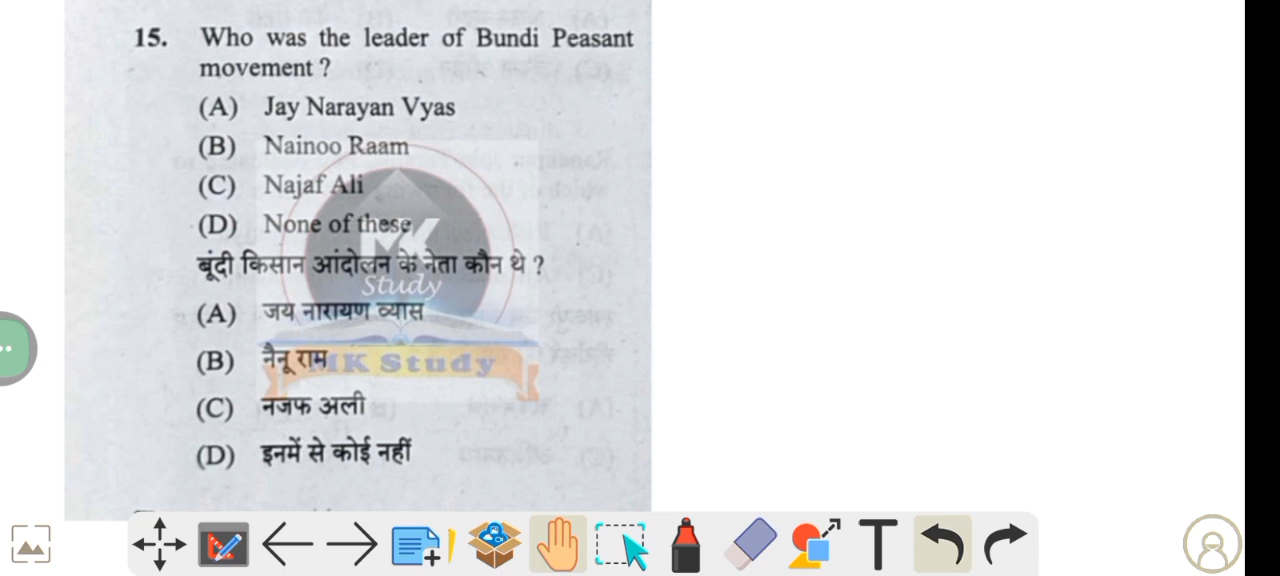 15. Who was the leader of Bundi Peasant
movement ?
(A) Jay Narayan Vyas
(B) Nainoo Raam
(C) Najaf Ali
(D) None of these
बूंदी किसान आंदोलन के नेता कौन थे ?
(A) जय नारायण व्यास
(B) नैनू राम
(C) नजफ अली
(D) इनमें से कोई नहीं
MK
Study
MK Study
T